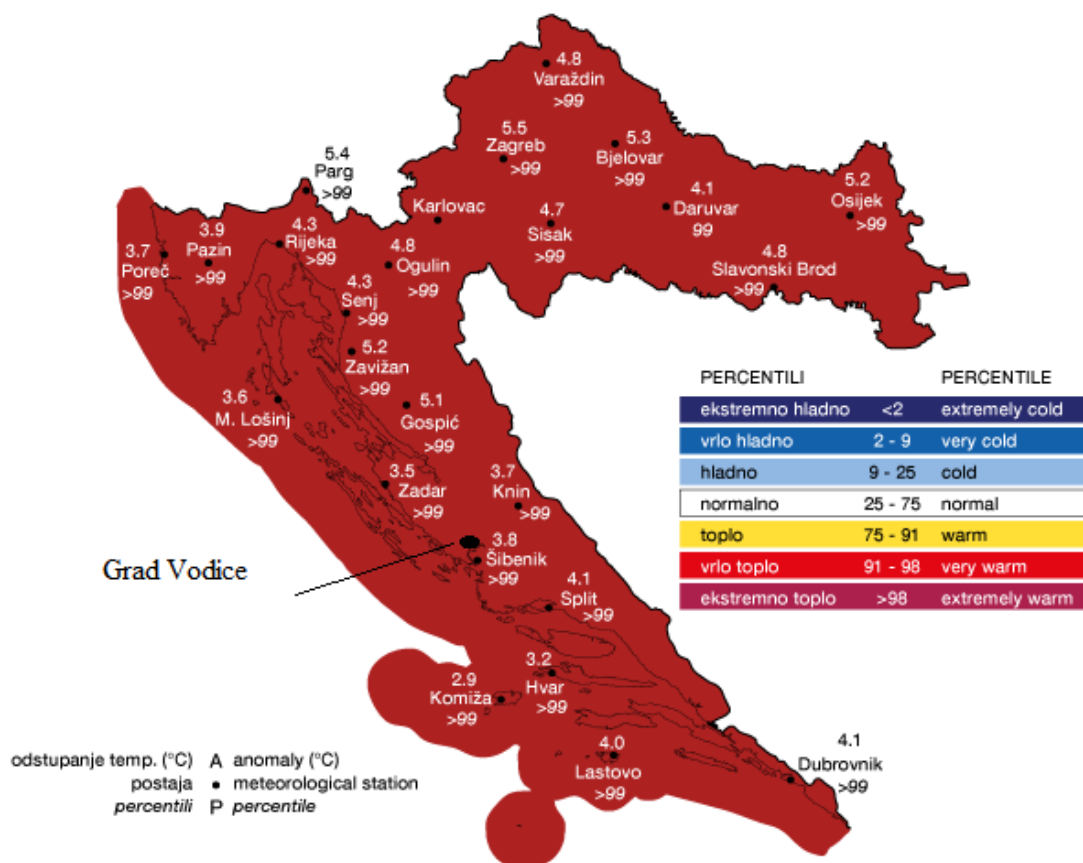 4.8
Varaždin
>99
5.5
Zagreb
>99
5.3
Bjelovar
>99
5.4
Parg
>99
4.1
Daruvar
99
5.2
Osijek
>99
Karlovac
4.7
Sisak
>99
3.7
Poreč
>99
3.9
Pazin
>99
4.3
Rijeka
>99
4.8
Ogulin
>99
4.8
Slavonski Brod
>99
4.3
Senj
>99
5.2
Zavižan
>99
3.6
M. Lošinj
>99
5.1
Gospić
>99
3.5
Zadar
>99
3.7
Knin
>99
Grad Vodice
3.8
Šibenik
>99
4.1
Split
>99
3.2
Hvar
>99
2.9
Komiža
>99
4.0
Lastovo
>99
4.1
Dubrovnik
>99
PERCENTILI PERCENTILE
ekstremno hladno <2 extremely cold
vrlo hladno 2 - 9 very cold
hladno 9 - 25 cold
normalno 25 - 75 normal
toplo 75 - 91 warm
vrlo toplo 91 - 98 very warm
ekstremno toplo >98 extremely warm
odstupanje temp. (°C) A anomaly (°C)
postaja • meteorological station
percentili P percentile